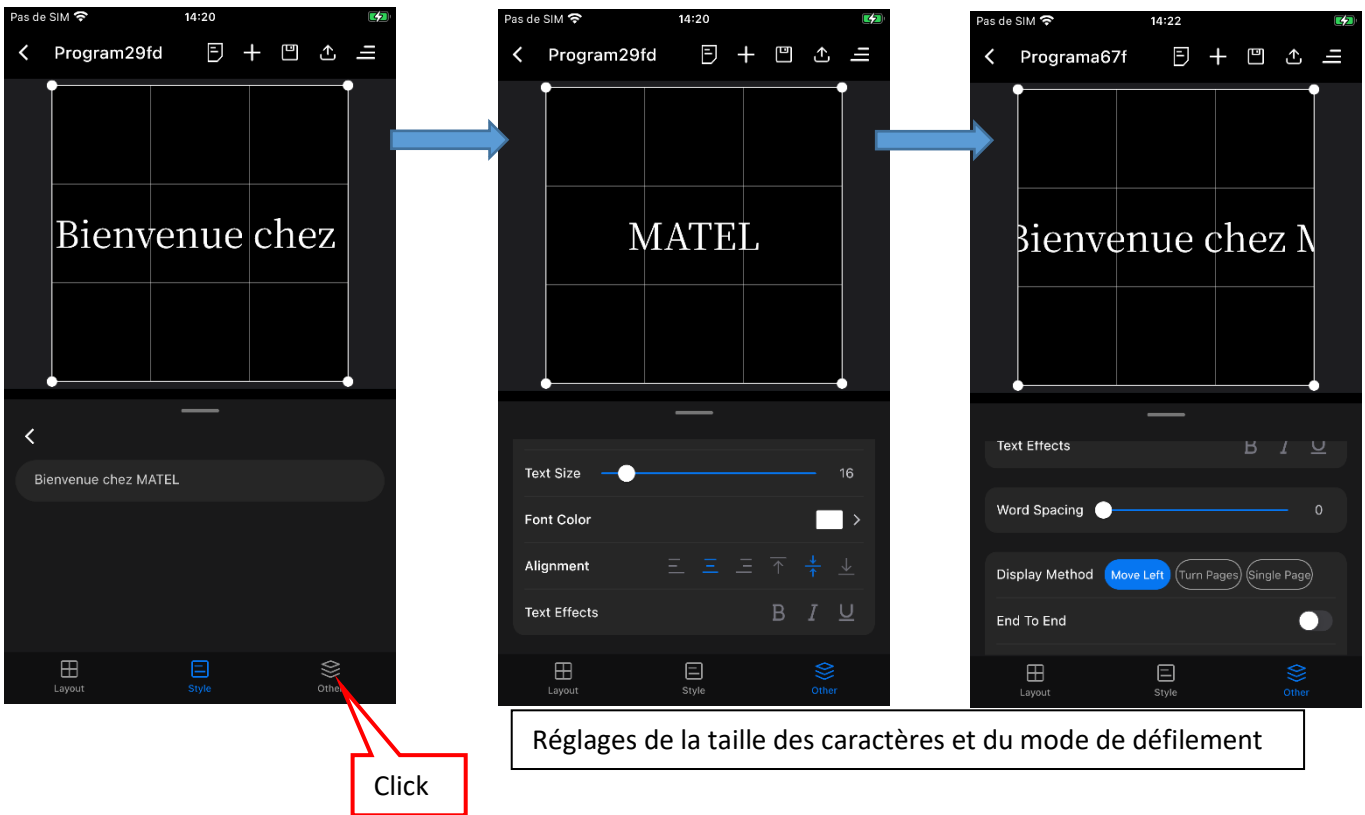 Pas de SIM 14:20
Program29fd
Bienvenue chez
Bienvenue chez MATEL
Layout Style Other
Click
Pas de SIM 14:20
Program29fd
MATEL
Text Size 16
Font Color
Alignment
Text Effects B I U
Layout Style Other
Pas de SIM 14:22
Programa67f
Bienvenue chez M
Text Effects B I U
Word Spacing 0
Display Method Move Left Turn Pages Single Page
End To End
Layout Style Other
Réglages de la taille des caractères et du mode de défilement